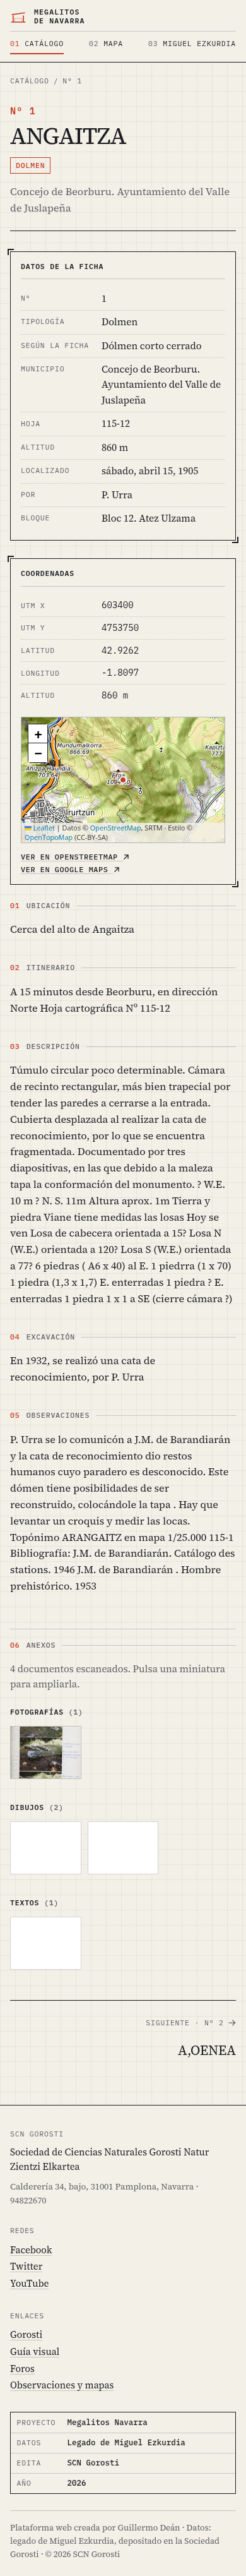 MEGALITOS
DE NAVARRA
01 CATÁLOGO 02 MAPA 03 MIGUEL EZKURDIA
CATÁLOGO / Nº 1
Nº 1
ANGAITZA
DOLMEN
Concejo de Beorburu. Ayuntamiento del Valle
de Juslapeña
DATOS DE LA FICHA
Nº 1
TIPOLOGÍA Dolmen
SEGÚN LA FICHA Dólmen corto cerrado
MUNICIPIO Concejo de Beorburu.
Ayuntamiento del Valle de
Juslapeña
HOJA 115-12
ALTITUD 860 m
LOCALIZADO sábado, abril 15, 1905
POR P. Urra
BLOQUE Bloc 12. Atez Ulzama
COORDENADAS
UTM X 603400
UTM Y 4753750
LATITUD 42.9262
LONGITUD -1.8097
ALTITUD 860 m
+
−
Mundumukorra
866.69
Leaflet | Datos © OpenStreetMap, SRTM · Estilo ©
OpenTopoMap (CC-BY-SA)
VER EN OPENSTREETMAP ↗
VER EN GOOGLE MAPS ↗
01 UBICACIÓN
Cerca del alto de Angaitza
02 ITINERARIO
A 15 minutos desde Beorburu, en dirección
Norte Hoja cartográfica Nº 115-12
03 DESCRIPCIÓN
Túmulo circular poco determinable. Cámara
de recinto rectangular, más bien trapecial por
tender las paredes a cerrarse a la entrada.
Cubierta desplazada al realizar la cata de
reconocimiento, por lo que se encuentra
fragmentada. Documentado por tres
diapositivas, en las que debido a la maleza
tapa la conformación del monumento. ? W.E.
10 m ? N. S. 11m Altura aprox. 1m Tierra y
piedra Viane tiene medidas las losas Hoy se
ven Losa de cabecera orientada a 15? Losa N
(W.E.) orientada a 120? Losa S (W.E.) orientada
a 77? 6 piedras ( A6 x 40) al E. 1 piedrra (1 x 70)
1 piedra (1,3 x 1,7) E. enterradas 1 piedra ? E.
enterradas 1 piedra 1 x 1 a SE (cierre cámara ?)
04 EXCAVACIÓN
En 1932, se realizó una cata de
reconocimiento, por P. Urra
05 OBSERVACIONES
P. Urra se lo comunicón a J.M. de Barandiarán
y la cata de reconocimiento dio restos
humanos cuyo paradero es desconocido. Este
dómen tiene posibilidades de ser
reconstruido, colocándole la tapa . Hay que
levantar un croquis y medir las locas.
Topónimo ARANGAITZ en mapa 1/25.000 115-1
Bibliografía: J.M. de Barandiarán. Catálogo des
stations. 1946 J.M. de Barandiarán . Hombre
prehistórico. 1953
06 ANEXOS
4 documentos escaneados. Pulsa una miniatura
para ampliarla.
FOTOGRAFÍAS (1)
DIBUJOS (2)
TEXTOS (1)
SIGUIENTE · Nº 2 →
A,OENEA
SCN GOROSTI
Sociedad de Ciencias Naturales Gorosti Natur
Zientzi Elkartea
Calderería 34, bajo, 31001 Pamplona, Navarra ·
94822670
REDES
Facebook
Twitter
YouTube
ENLACES
Gorosti
Guía visual
Foros
Observaciones y mapas
PROYECTO Megalitos Navarra
DATOS Legado de Miguel Ezkurdia
EDITA SCN Gorosti
AÑO 2026
Plataforma web creada por Guillermo Deán · Datos:
legado de Miguel Ezkurdia, depositado en la Sociedad
Gorosti · © 2026 SCN Gorosti